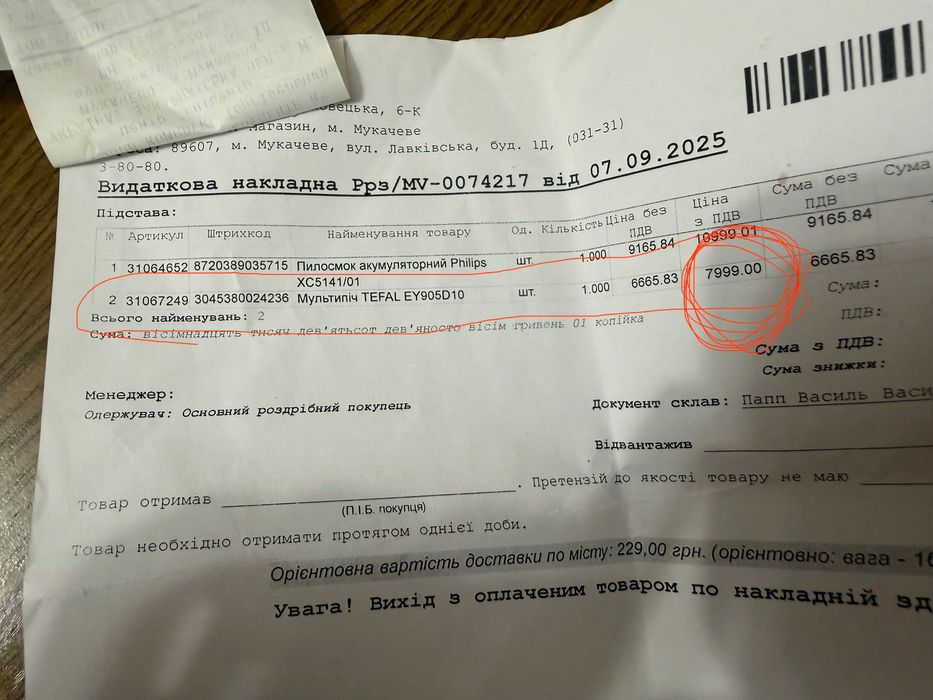 6-К
магазин, м. Мукачеве
89607, м. Мукачеве, вул. Лавківська, буд. 1Д, (031-31)
3-80-80.
Видаткова накладна Ррз/MV-0074217 від 07.09.2025
Підстава:
№ Артикул Штрихкод Найменування товару Од. Кількість Ціна без ПДВ Ціна з ПДВ Сума без ПДВ Сума
1 31064652 8720389035715 Пилосмок акумуляторний Philips шт. 1.000 9165.84 10999.01 9165.84
XC5141/01
2 31067249 3045380024236 Мультипіч TEFAL EY905D10 шт. 1.000 6665.83 7999.00 6665.83
Всього найменувань: 2
Сума:
Сума: вісімнадцять тисяч дев'ятьсот дев'яносто вісім гривень 01 копійка
ПДВ:
Сума з ПДВ:
Сума знижки:
Менеджер:
Одержувач: Основний роздрібний покупець
Документ склав: Папп Василь Васи
Відвантажив
Товар отримав . Претензій до якості товару не маю
(П.І.Б. покупця)
Товар необхідно отримати протягом однієї доби.
Орієнтовна вартість доставки по місту: 229,00 грн. (орієнтовно: вага - 16
Увага! Вихід з оплаченим товаром по накладній зд